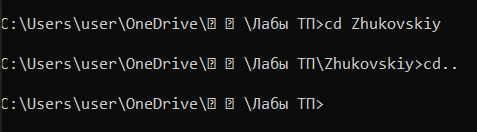 C:\Users\user\OneDrive\⍰ ⍰ \Лабы ТП>cd Zhukovskiy
C:\Users\user\OneDrive\⍰ ⍰ \Лабы ТП\Zhukovskiy>cd..
C:\Users\user\OneDrive\⍰ ⍰ \Лабы ТП>